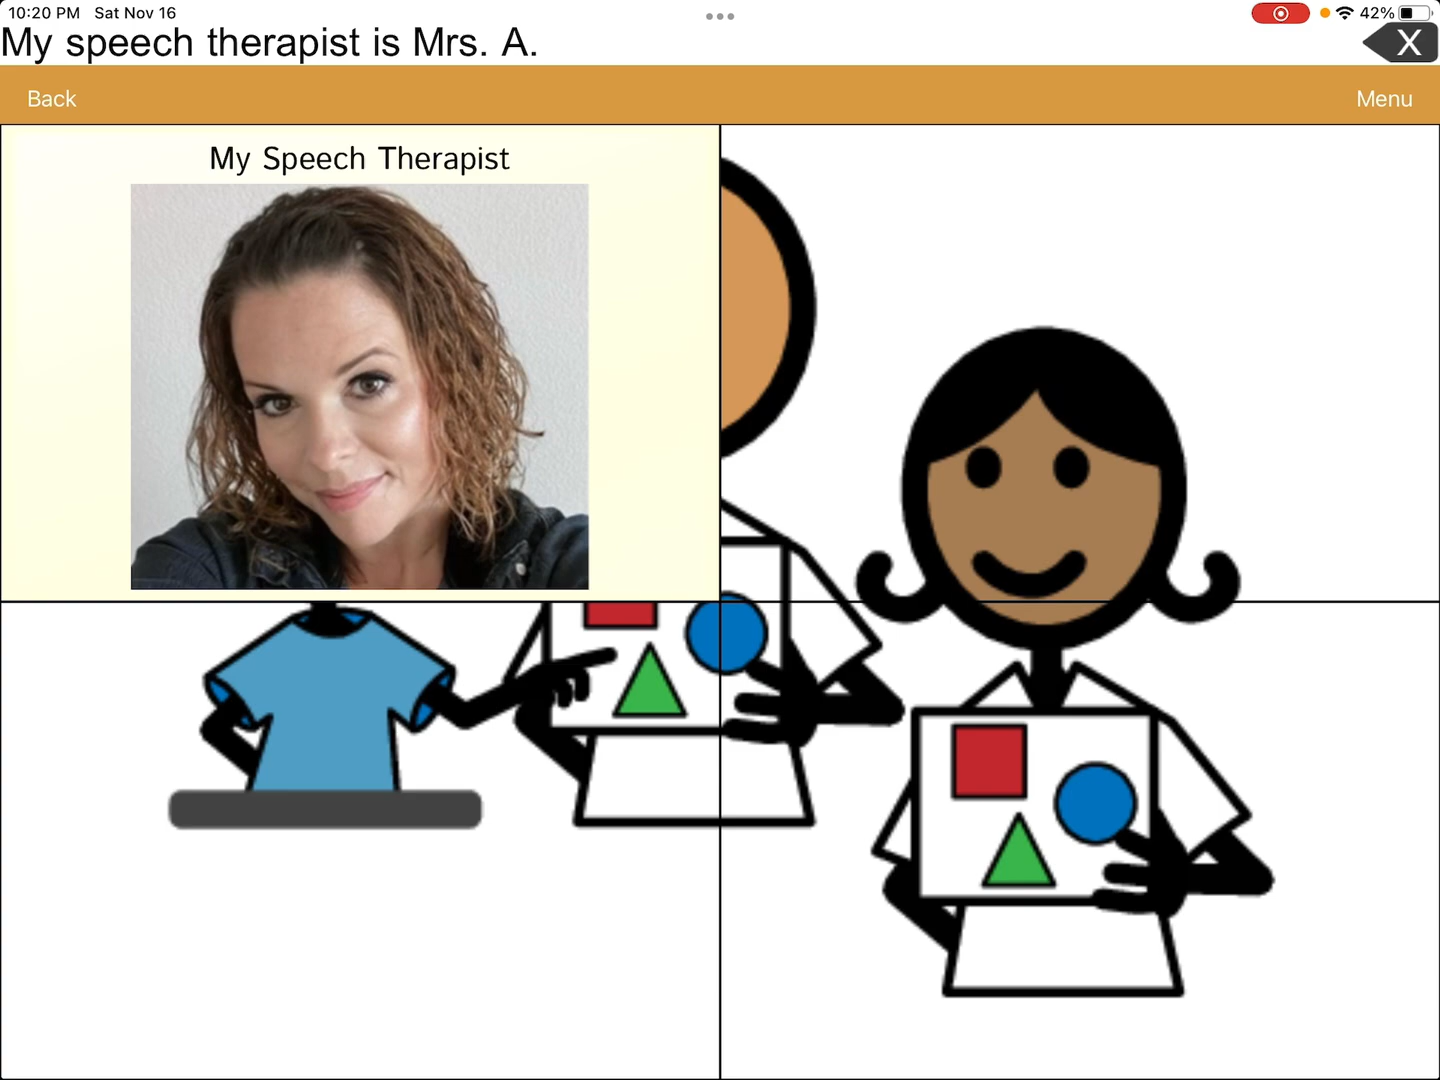 10:20 PM Sat Nov 16
42%
My speech therapist is Mrs. A.
X
Back
Menu
My Speech Therapist